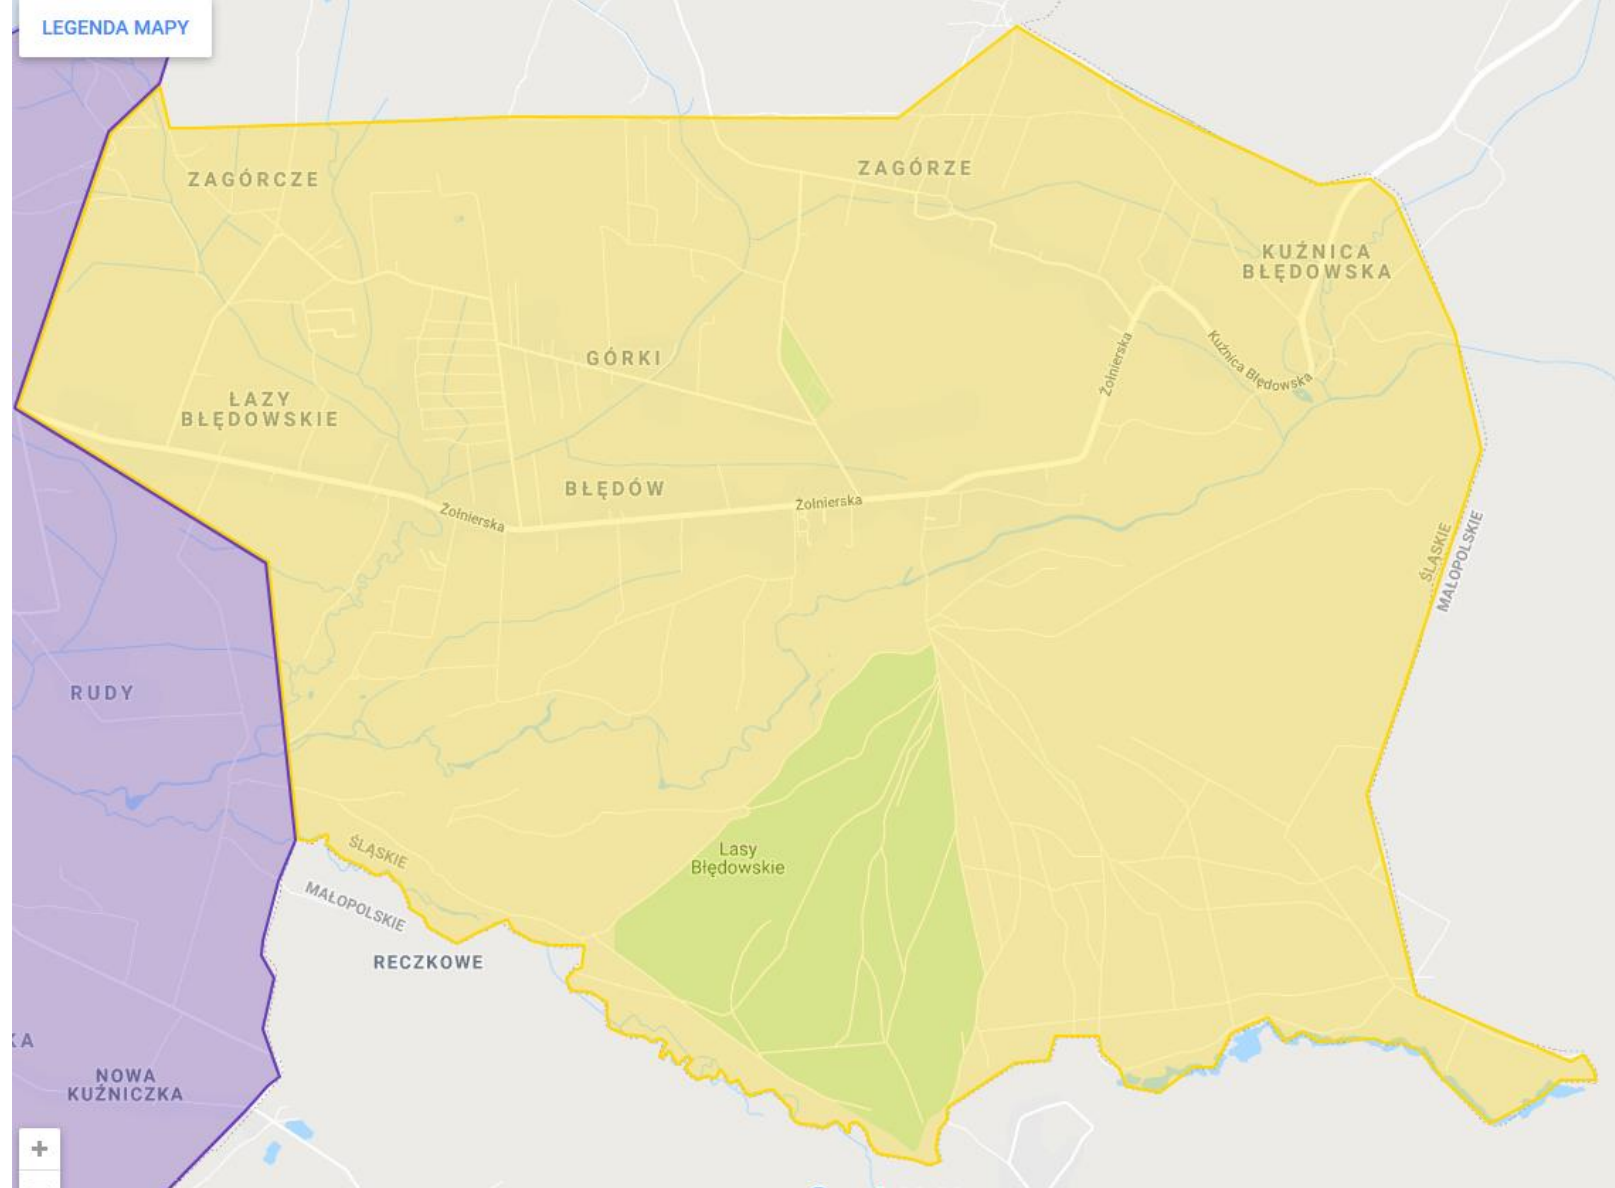 LEGENDA MAPY
ZAGÓRCZE
ZAGÓRZE
KUŹNICA
BŁĘDOWSKA
GÓRKI
Żołnierska
Kuźnica Błędowska
ŁAZY
BŁĘDOWSKIE
BŁĘDÓW
Żołnierska
Żołnierska
ŚLĄSKIE
MAŁOPOLSKIE
RUDY
ŚLĄSKIE
MAŁOPOLSKIE
Lasy
Błędowskie
RECZKOWE
KA
NOWA
KUŹNICZKA
+